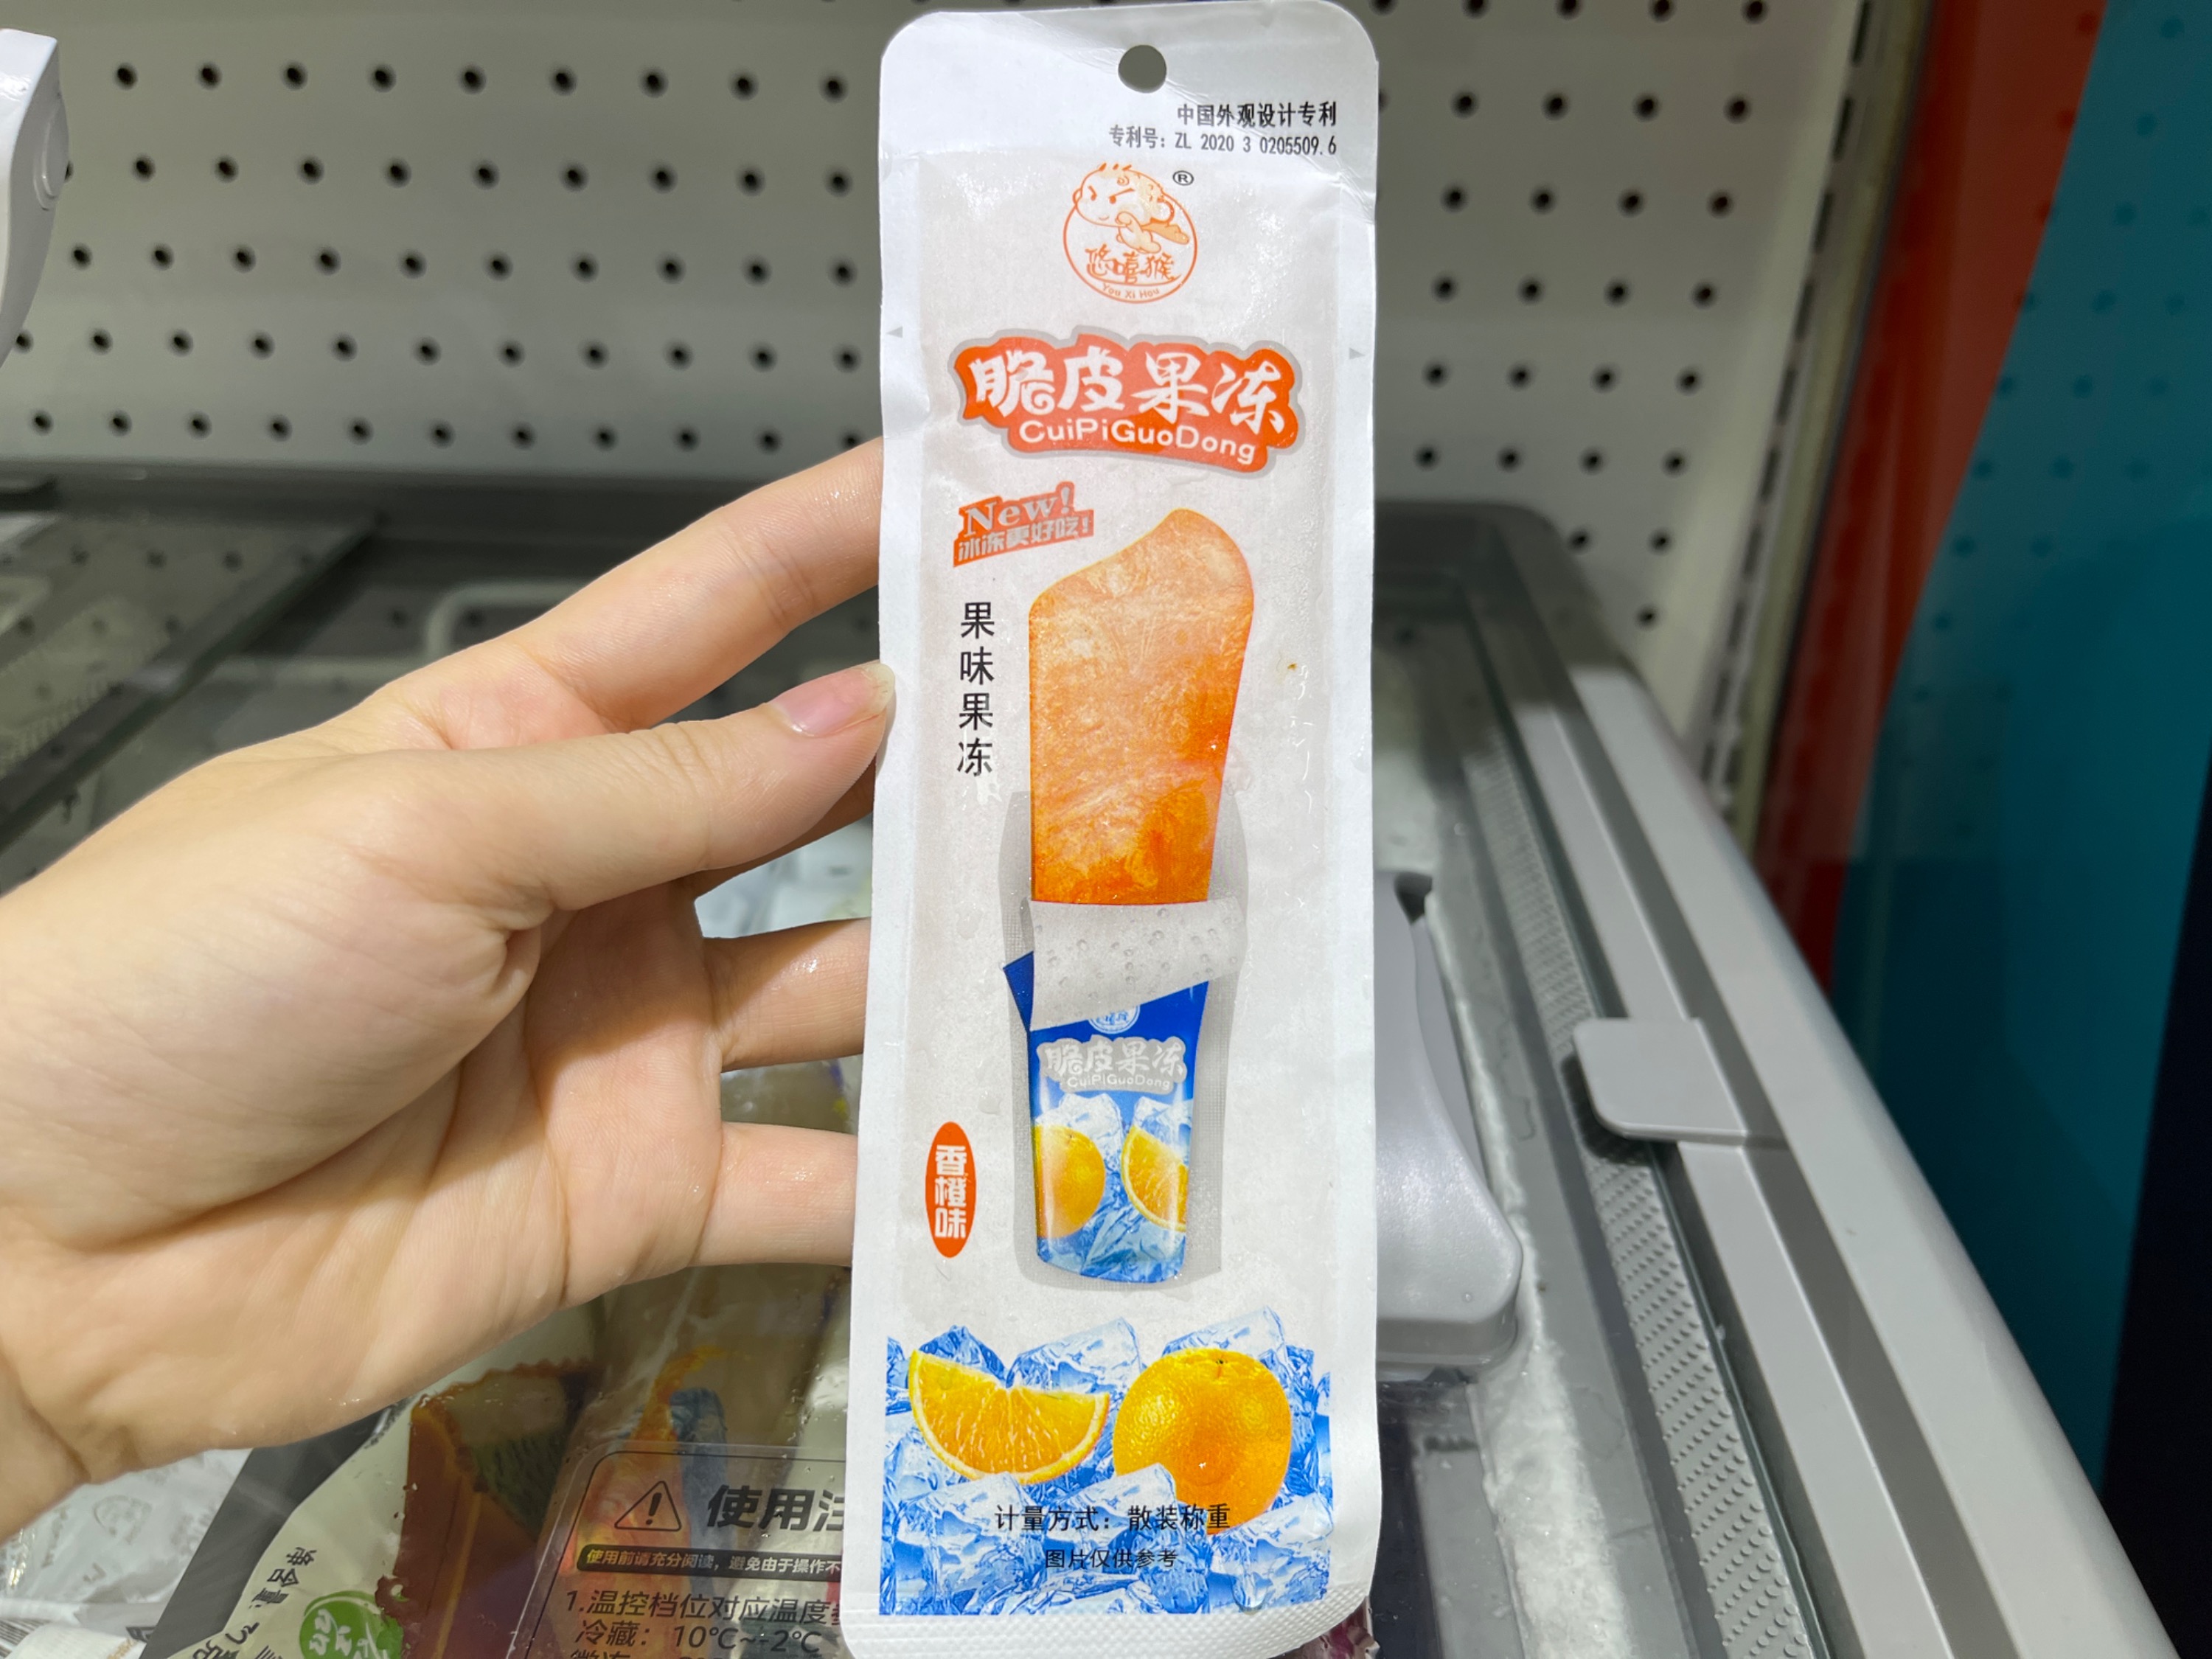 中国外观设计专利
专利号：ZL 2020 3 0205509.6
®
悠嘻猴
You Xi Hou
脆皮果冻
CuiPiGuoDong
New!
冰冻更好吃！
果味果冻
脆皮果冻
CuiPiGuoDong
香橙味
计量方式：散装称重
图片仅供参考
使用注
使用前请充分阅读，避免由于操作不
1.温控档位对应温度
冷藏：10℃~-2℃